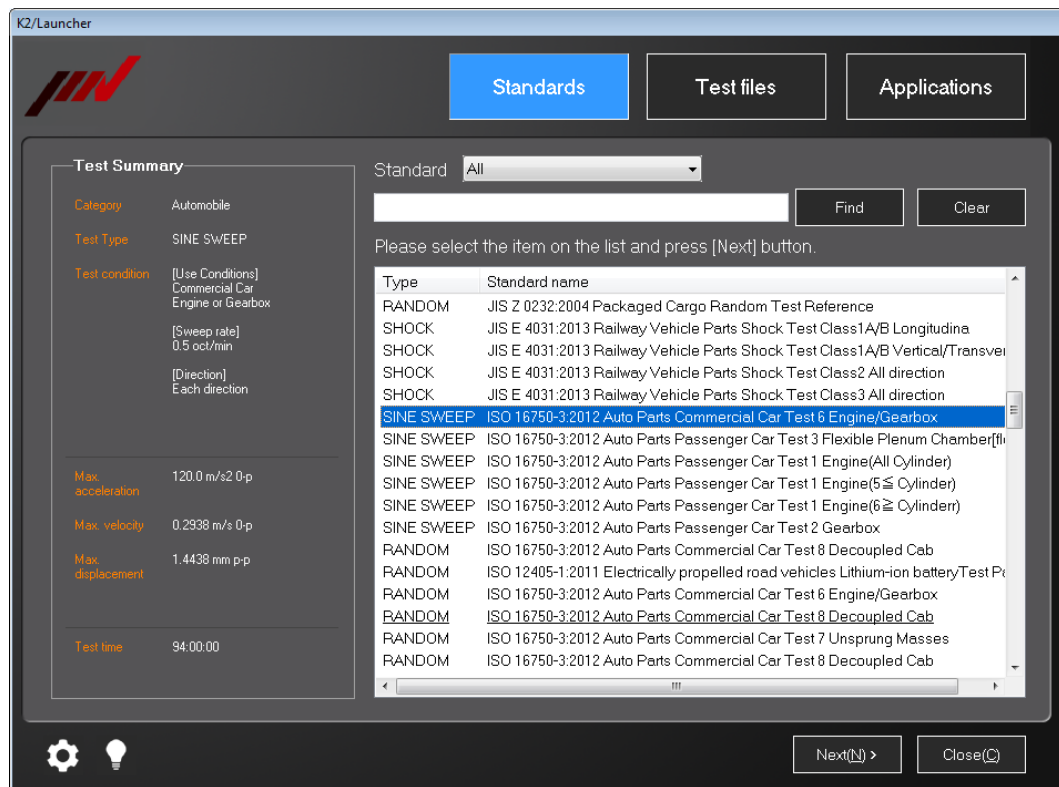 K2/Launcher
Standards
Test files
Applications
Test Summary
Category Automobile
Test Type SINE SWEEP
Test condition [Use Conditions]
Commercial Car
Engine or Gearbox
[Sweep rate]
0.5 oct/min
[Direction]
Each direction
Max. acceleration 120.0 m/s2 0-p
Max. velocity 0.2938 m/s 0-p
Max. displacement 1.4438 mm p-p
Test time 94:00:00
Standard All
Find
Clear
Please select the item on the list and press [Next] button.
Type Standard name
RANDOM JIS Z 0232:2004 Packaged Cargo Random Test Reference
SHOCK JIS E 4031:2013 Railway Vehicle Parts Shock Test Class1A/B Longitudina
SHOCK JIS E 4031:2013 Railway Vehicle Parts Shock Test Class1A/B Vertical/Transver
SHOCK JIS E 4031:2013 Railway Vehicle Parts Shock Test Class2 All direction
SHOCK JIS E 4031:2013 Railway Vehicle Parts Shock Test Class3 All direction
SINE SWEEP ISO 16750-3:2012 Auto Parts Commercial Car Test 6 Engine/Gearbox
SINE SWEEP ISO 16750-3:2012 Auto Parts Passenger Car Test 3 Flexible Plenum Chamber[fl
SINE SWEEP ISO 16750-3:2012 Auto Parts Passenger Car Test 1 Engine(All Cylinder)
SINE SWEEP ISO 16750-3:2012 Auto Parts Passenger Car Test 1 Engine(5≦ Cylinder)
SINE SWEEP ISO 16750-3:2012 Auto Parts Passenger Car Test 1 Engine(6≧ Cylinderr)
SINE SWEEP ISO 16750-3:2012 Auto Parts Passenger Car Test 2 Gearbox
RANDOM ISO 16750-3:2012 Auto Parts Commercial Car Test 8 Decoupled Cab
RANDOM ISO 12405-1:2011 Electrically propelled road vehicles Lithium-ion batteryTest Pa
RANDOM ISO 16750-3:2012 Auto Parts Commercial Car Test 6 Engine/Gearbox
RANDOM ISO 16750-3:2012 Auto Parts Commercial Car Test 8 Decoupled Cab
RANDOM ISO 16750-3:2012 Auto Parts Commercial Car Test 7 Unsprung Masses
RANDOM ISO 16750-3:2012 Auto Parts Commercial Car Test 8 Decoupled Cab
Next(N) >
Close(C)